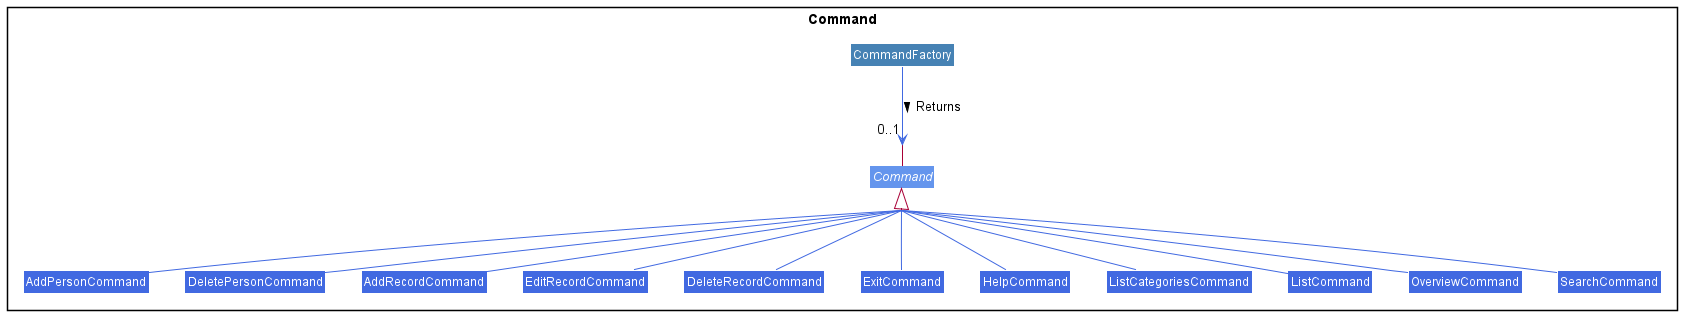 Command
CommandFactory
Returns
0..1
Command
AddPersonCommand
DeletePersonCommand
AddRecordCommand
EditRecordCommand
DeleteRecordCommand
ExitCommand
HelpCommand
ListCategoriesCommand
ListCommand
OverviewCommand
SearchCommand